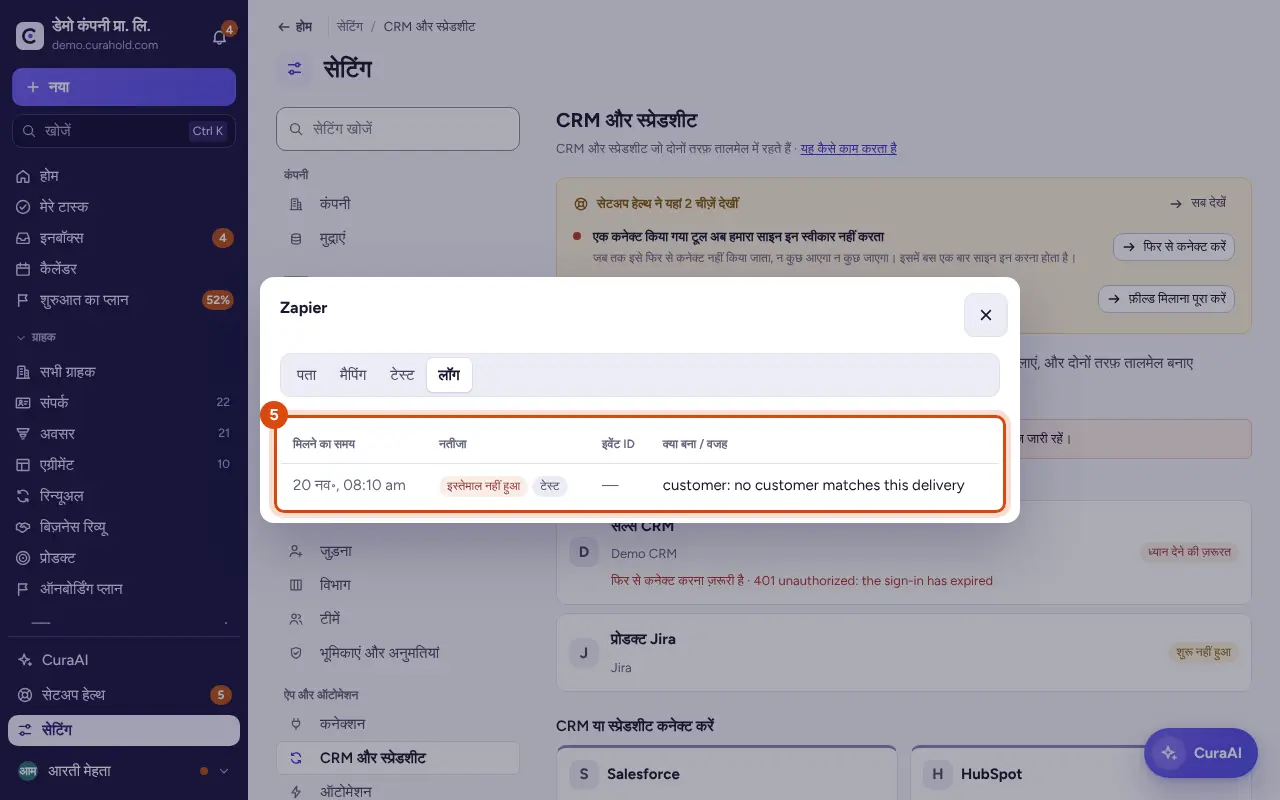 डेमो कंपनी प्रा. लि.
demo.curahold.com
4
नया
खोजें
Ctrl K
होम
मेरे टास्क
इनबॉक्स
4
कैलेंडर
शुरुआत का प्लान
52%
ग्राहक
सभी ग्राहक
संपर्क
22
अवसर
21
एग्रीमेंट
10
रिन्यूअल
बिज़नेस रिव्यू
प्रोडक्ट
ऑनबोर्डिंग प्लान
CuraAI
सेटअप हेल्थ
5
सेटिंग
आम
आरती मेहता
होम
सेटिंग / CRM और स्प्रेडशीट
सेटिंग
सेटिंग खोजें
कंपनी
कंपनी
मुद्राएं
CRM और स्प्रेडशीट
CRM और स्प्रेडशीट जो दोनों तरफ़ तालमेल में रहते हैं · यह कैसे काम करता है
सेटअप हेल्थ ने यहां 2 चीज़ें देखीं
सब देखें
एक कनेक्ट किया गया टूल अब हमारा साइन इन स्वीकार नहीं करता
जब तक इसे फिर से कनेक्ट नहीं किया जाता, न कुछ आएगा न कुछ जाएगा। इसमें बस एक बार साइन इन करना होता है।
फिर से कनेक्ट करें
फ़ील्ड मिलाना पूरा करें
लाएं, और दोनों तरफ़ तालमेल बनाए
जारी रहें।
Zapier
पता
मैपिंग
टेस्ट
लॉग
5
मिलने का समय
नतीजा
इवेंट ID
क्या बना / वजह
20 नव॰, 08:10 am
इस्तेमाल नहीं हुआ
टेस्ट
—
customer: no customer matches this delivery
जुड़ना
विभाग
टीमें
भूमिकाएं और अनुमतियां
ऐप और ऑटोमेशन
कनेक्शन
CRM और स्प्रेडशीट
ऑटोमेशन
सेल्स CRM
D
Demo CRM
फिर से कनेक्ट करना ज़रूरी है · 401 unauthorized: the sign-in has expired
ध्यान देने की ज़रूरत
प्रोडक्ट Jira
J
Jira
शुरू नहीं हुआ
CRM या स्प्रेडशीट कनेक्ट करें
S
Salesforce
H
HubSpot
CuraAI